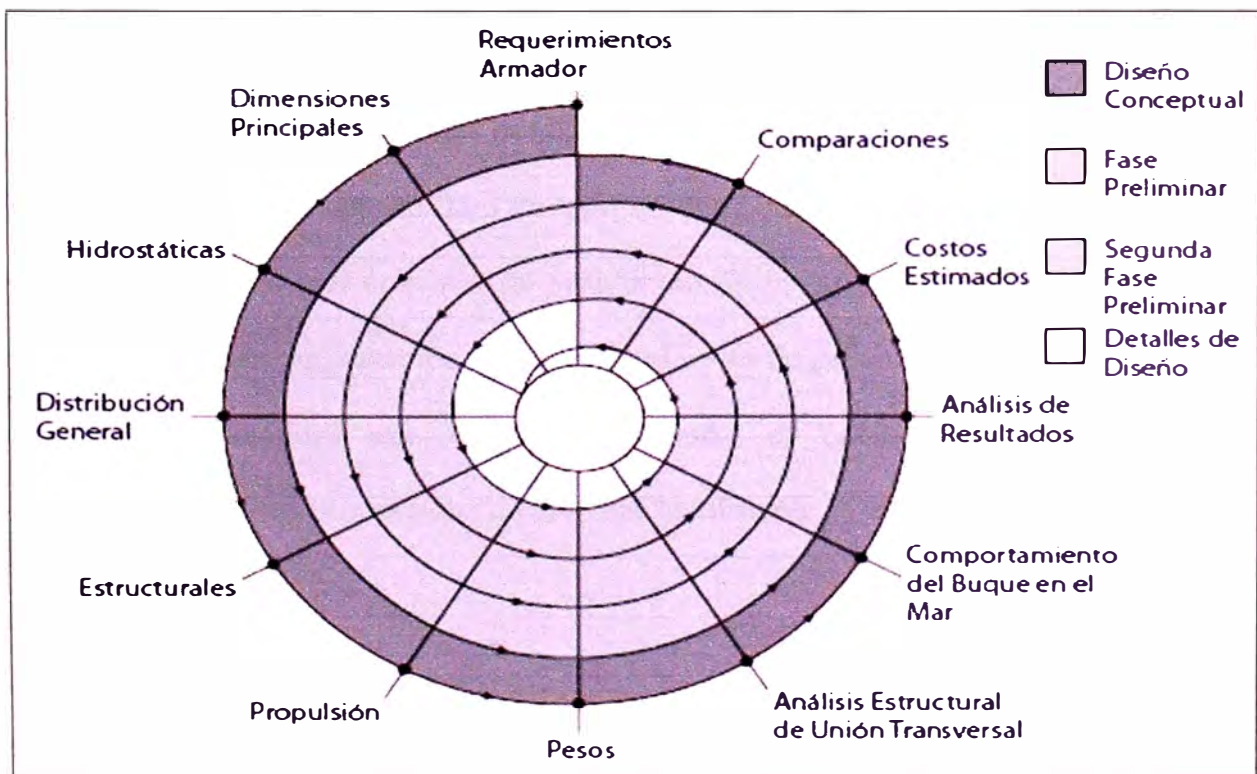 Requerimientos
Armador
Dimensiones
Principales
Hidrostáticas
Distribución
General
Estructurales
Propulsión
Pesos
Análisis Estructural
de Unión Transversal
Comportamiento
del Buque en el
Mar
Análisis de
Resultados
Costos
Estimados
Comparaciones
Diseño
Conceptual
Fase
Preliminar
Segunda
Fase
Preliminar
Detalles de
Diseño